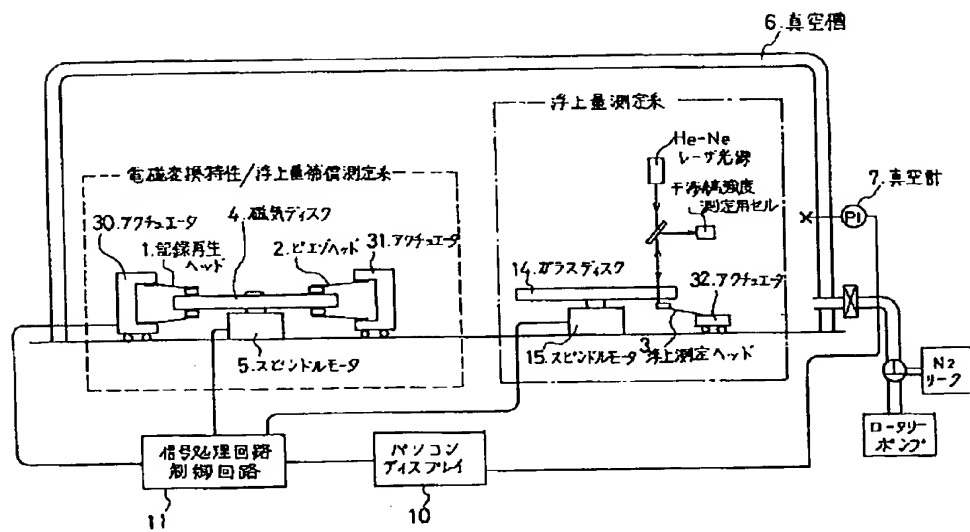 6.真空槽
浮上量測定系
He-Ne
レーザ光線
干渉縞強度
測定用セル
7.真空計
PI
電磁変換特性/浮上量補償測定系
30.アクチュエータ
4.磁気ディスク
31.アクチュエータ
1.記録再生
ヘッド
2.ピエゾヘッド
14.ガラスディスク
32.アクチュエータ
5.スピンドルモータ
15.スピンドルモータ
3.浮上測定ヘッド
N2
リーク
ロータリー
ポンプ
信号処理回路
制御回路
パソコン
ディスプレイ
11
10